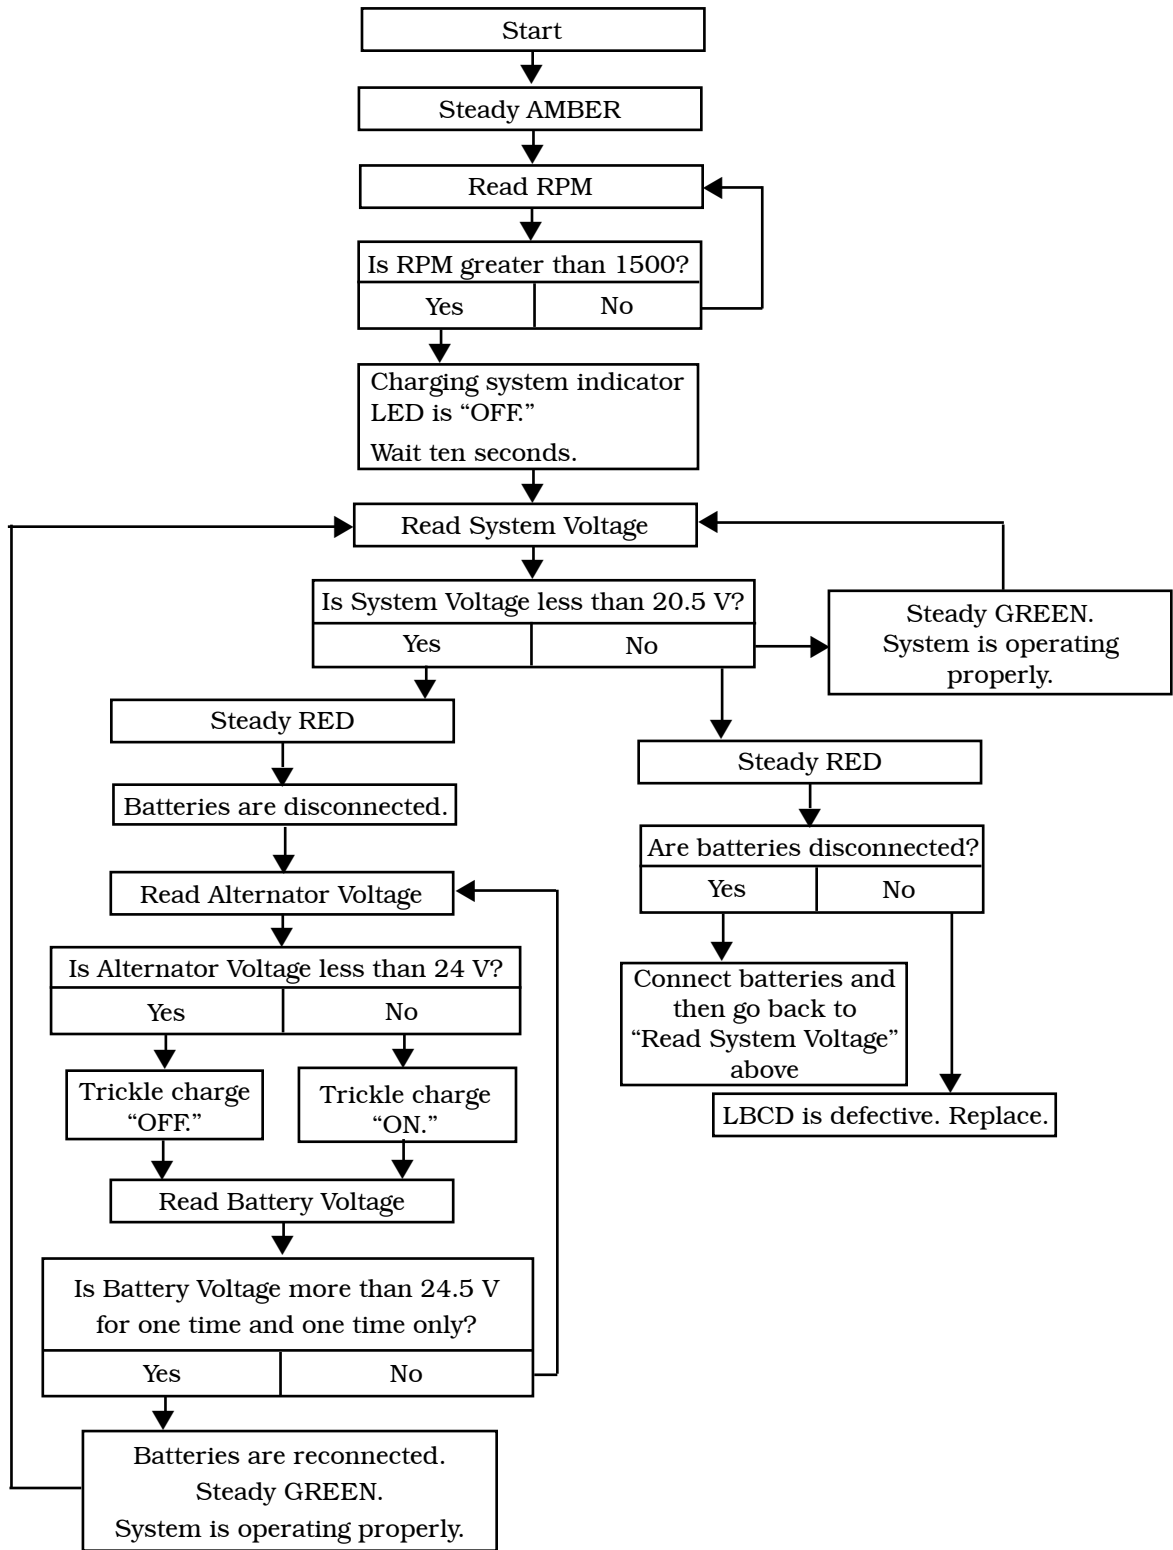 Start
Steady AMBER
Read RPM
Is RPM greater than 1500?
Yes
No
Charging system indicator
LED is “OFF.”
Wait ten seconds.
Read System Voltage
Is System Voltage less than 20.5 V?
Yes
No
Steady GREEN.
System is operating
properly.
Steady RED
Batteries are disconnected.
Read Alternator Voltage
Is Alternator Voltage less than 24 V?
Yes
No
Trickle charge
“OFF.”
Trickle charge
“ON.”
Read Battery Voltage
Is Battery Voltage more than 24.5 V
for one time and one time only?
Yes
No
Batteries are reconnected.
Steady GREEN.
System is operating properly.
Steady RED
Are batteries disconnected?
Yes
No
Connect batteries and
then go back to
“Read System Voltage”
above
LBCD is defective. Replace.